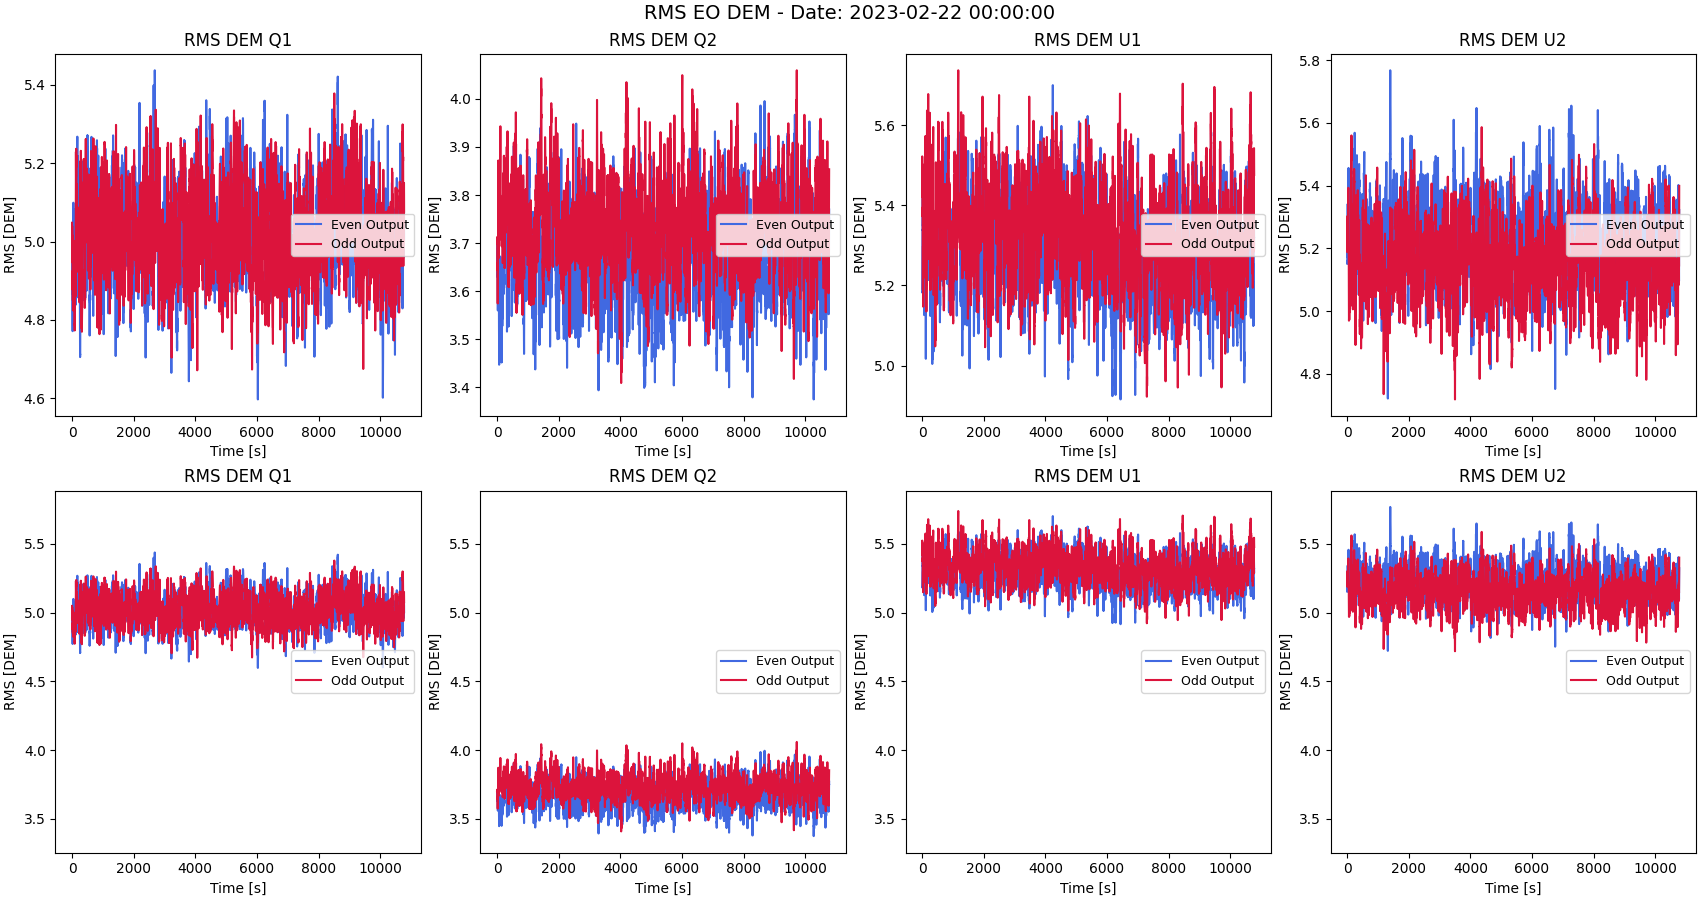 RMS EO DEM - Date: 2023-02-22 00:00:00
RMS DEM Q1
RMS [DEM]
5.4
5.2
5.0
4.8
4.6
0 2000 4000 6000 8000 10000
Time [s]
Even Output
Odd Output
RMS DEM Q2
RMS [DEM]
4.0
3.9
3.8
3.7
3.6
3.5
3.4
0 2000 4000 6000 8000 10000
Time [s]
Even Output
Odd Output
RMS DEM U1
RMS [DEM]
5.6
5.4
5.2
5.0
0 2000 4000 6000 8000 10000
Time [s]
Even Output
Odd Output
RMS DEM U2
RMS [DEM]
5.8
5.6
5.4
5.2
5.0
4.8
0 2000 4000 6000 8000 10000
Time [s]
Even Output
Odd Output
RMS DEM Q1
RMS [DEM]
5.5
5.0
4.5
4.0
3.5
0 2000 4000 6000 8000 10000
Time [s]
Even Output
Odd Output
RMS DEM Q2
RMS [DEM]
5.5
5.0
4.5
4.0
3.5
0 2000 4000 6000 8000 10000
Time [s]
Even Output
Odd Output
RMS DEM U1
RMS [DEM]
5.5
5.0
4.5
4.0
3.5
0 2000 4000 6000 8000 10000
Time [s]
Even Output
Odd Output
RMS DEM U2
RMS [DEM]
5.5
5.0
4.5
4.0
3.5
0 2000 4000 6000 8000 10000
Time [s]
Even Output
Odd Output